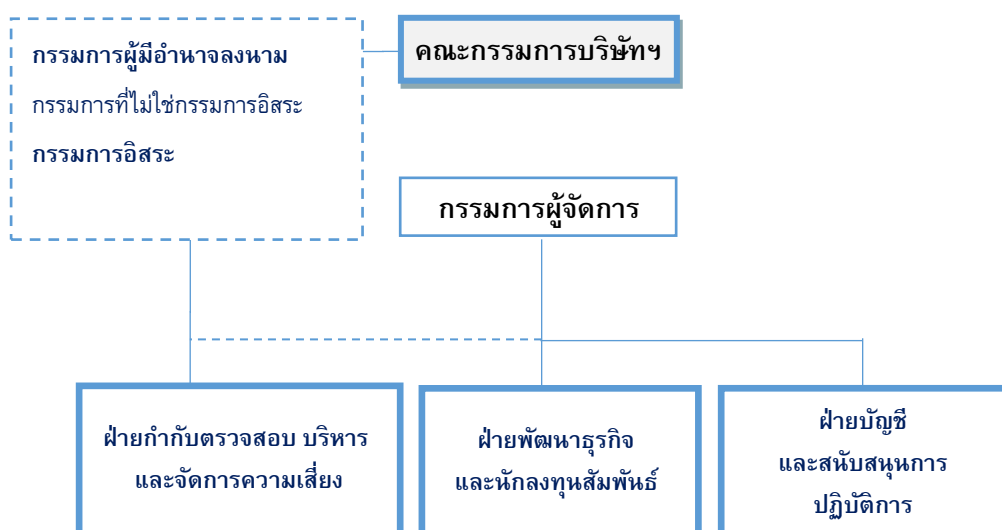 คณะกรรมการบริษัทฯ
กรรมการผู้มีอำนาจลงนาม
กรรมการที่ไม่ใช่กรรมการอิสระ
กรรมการอิสระ
กรรมการผู้จัดการ
ฝ่ายกำกับตรวจสอบ บริหาร
และจัดการความเสี่ยง
ฝ่ายพัฒนาธุรกิจ
และนักลงทุนสัมพันธ์
ฝ่ายบัญชี
และสนับสนุนการ
ปฏิบัติการ